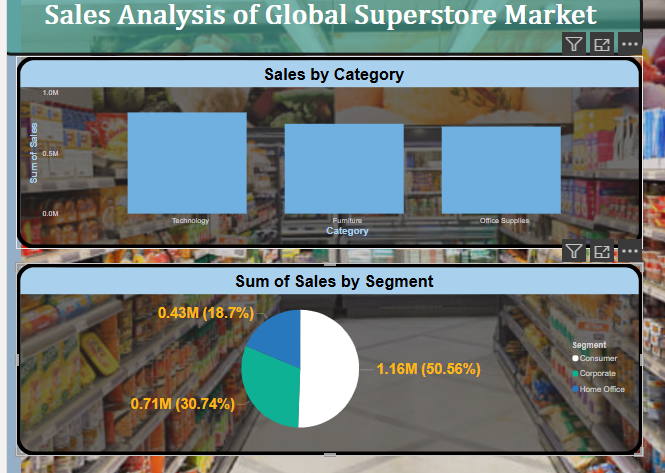 Sales Analysis of Global Superstore Market
Sales by Category
1.0M
0.5M
0.0M
Sum of Sales
Technology
Furniture
Office Supplies
Category
Sum of Sales by Segment
0.43M (18.7%)
1.16M (50.56%)
0.71M (30.74%)
Segment
Consumer
Corporate
Home Office